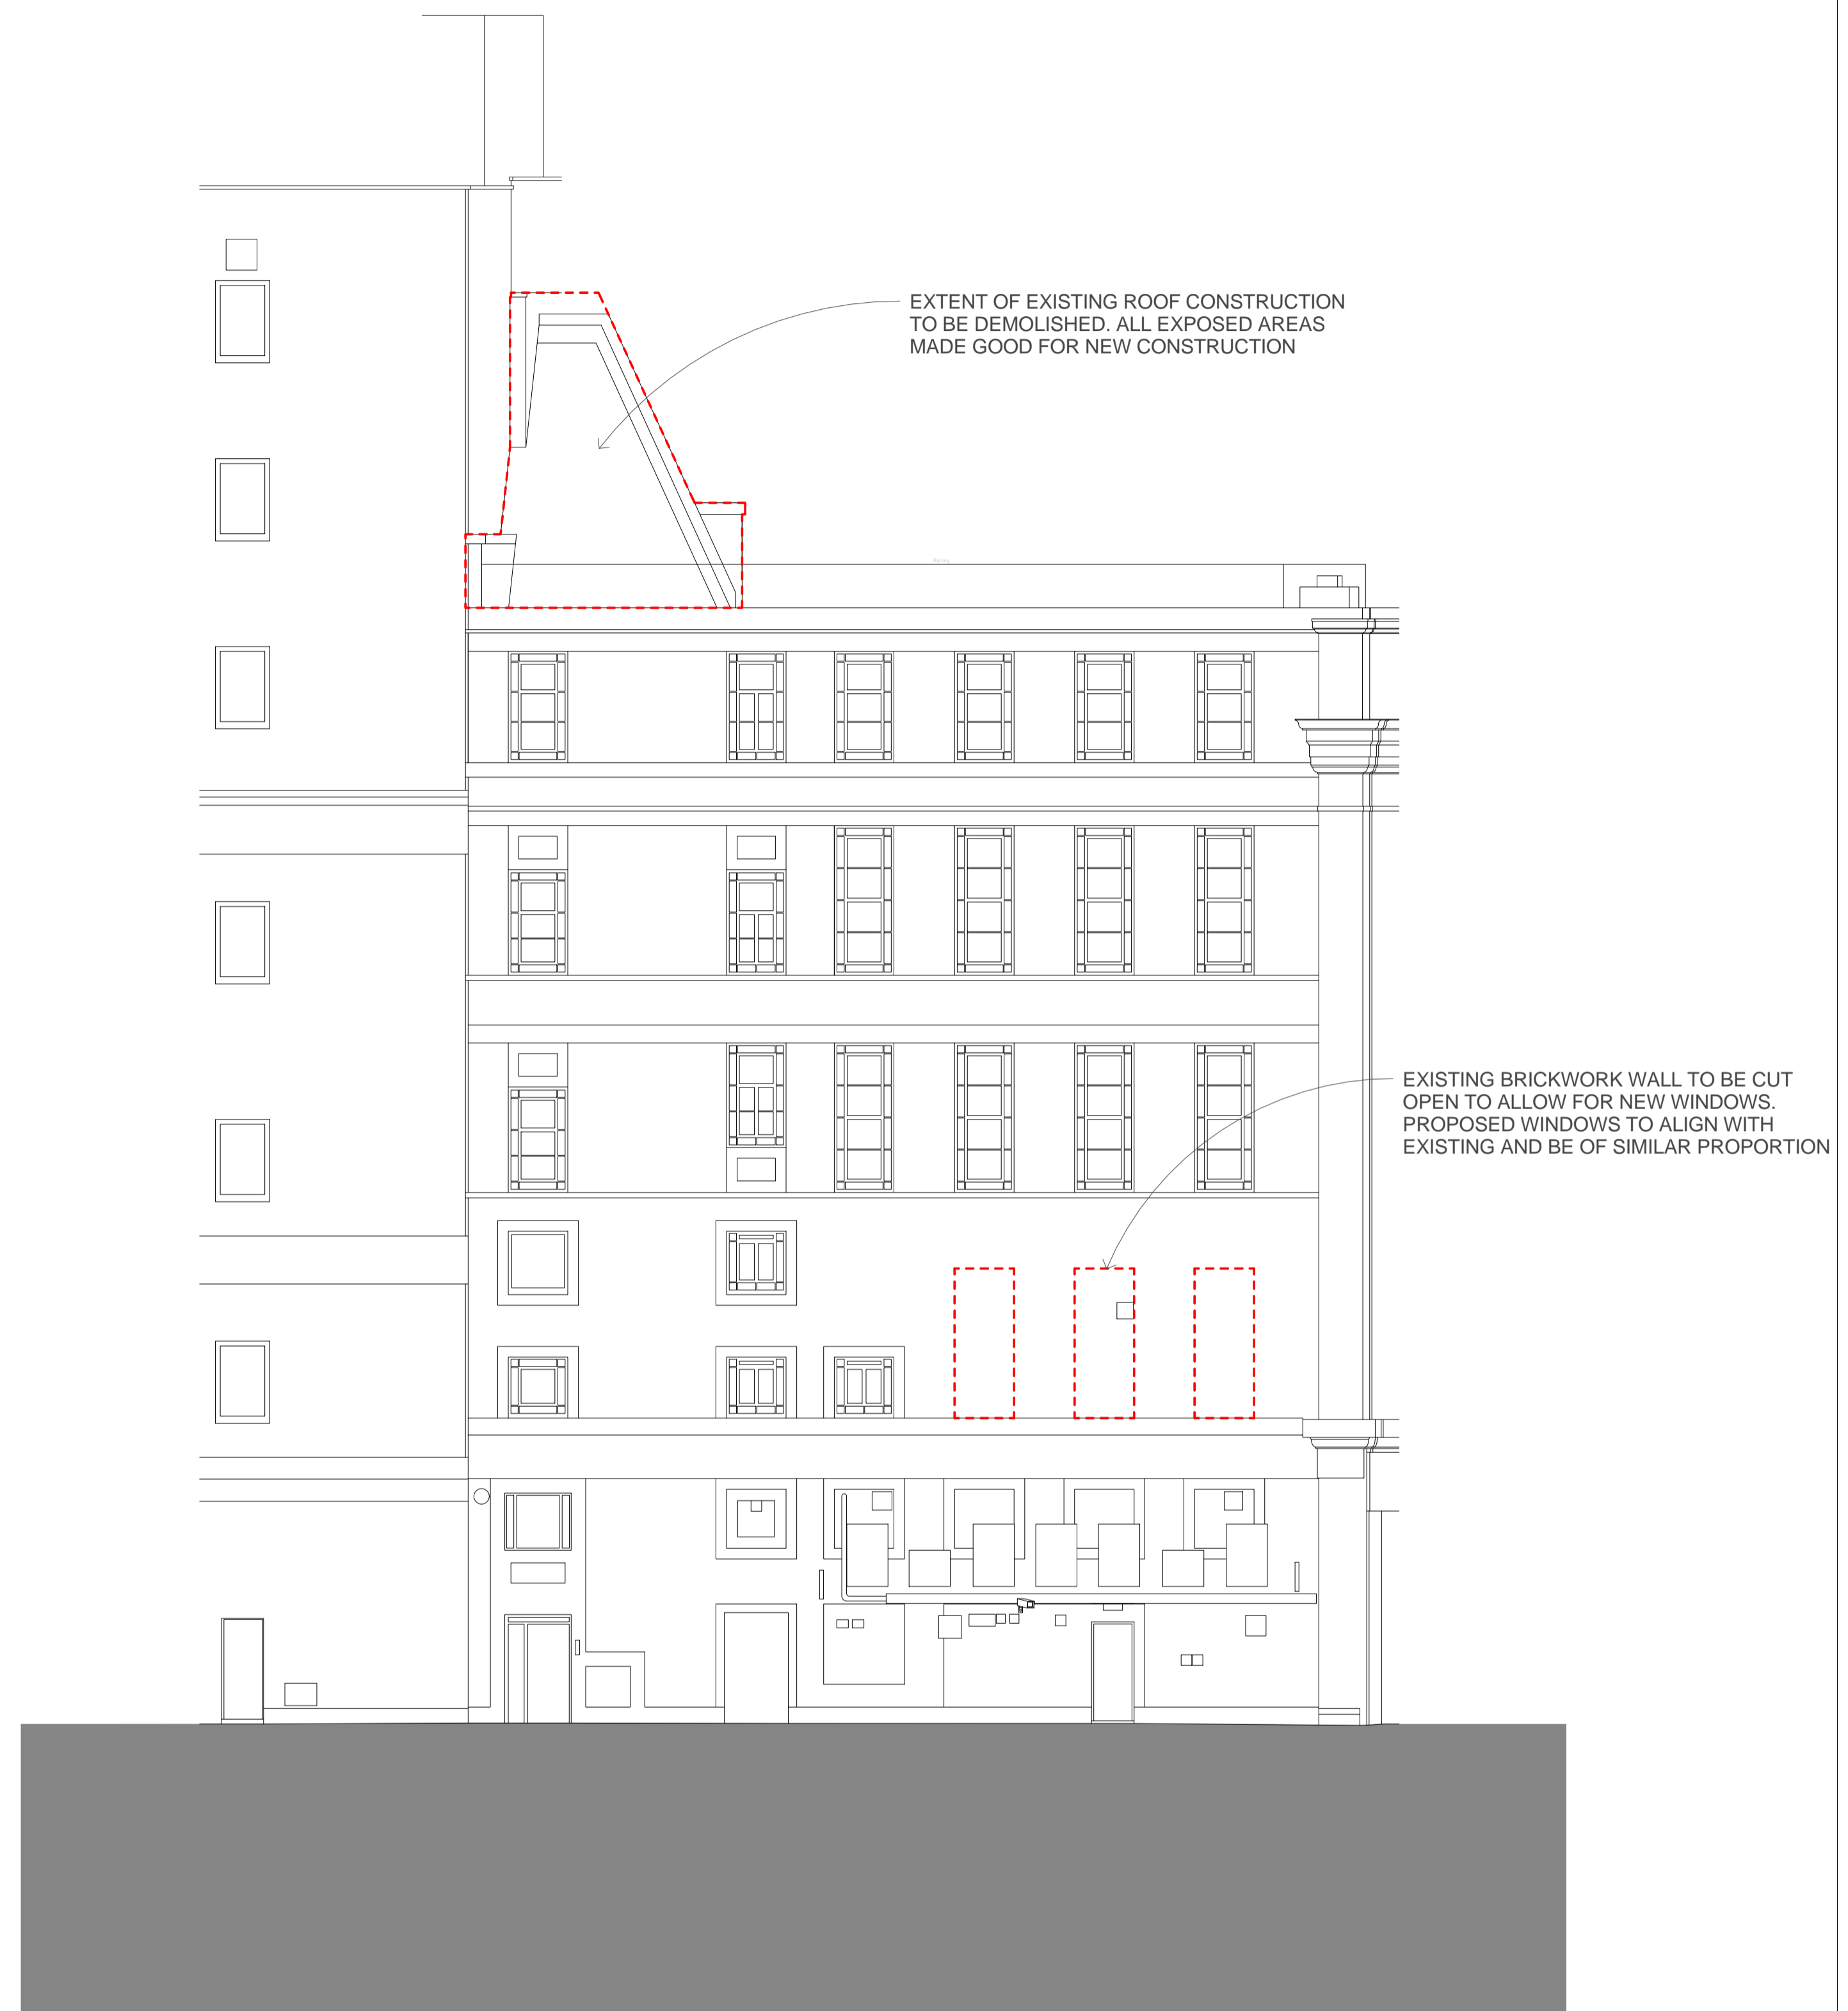 EXTENT OF EXISTING ROOF CONSTRUCTION
TO BE DEMOLISHED. ALL EXPOSED AREAS
MADE GOOD FOR NEW CONSTRUCTION
EXISTING BRICKWORK WALL TO BE CUT
OPEN TO ALLOW FOR NEW WINDOWS.
PROPOSED WINDOWS TO ALIGN WITH
EXISTING AND BE OF SIMILAR PROPORTION